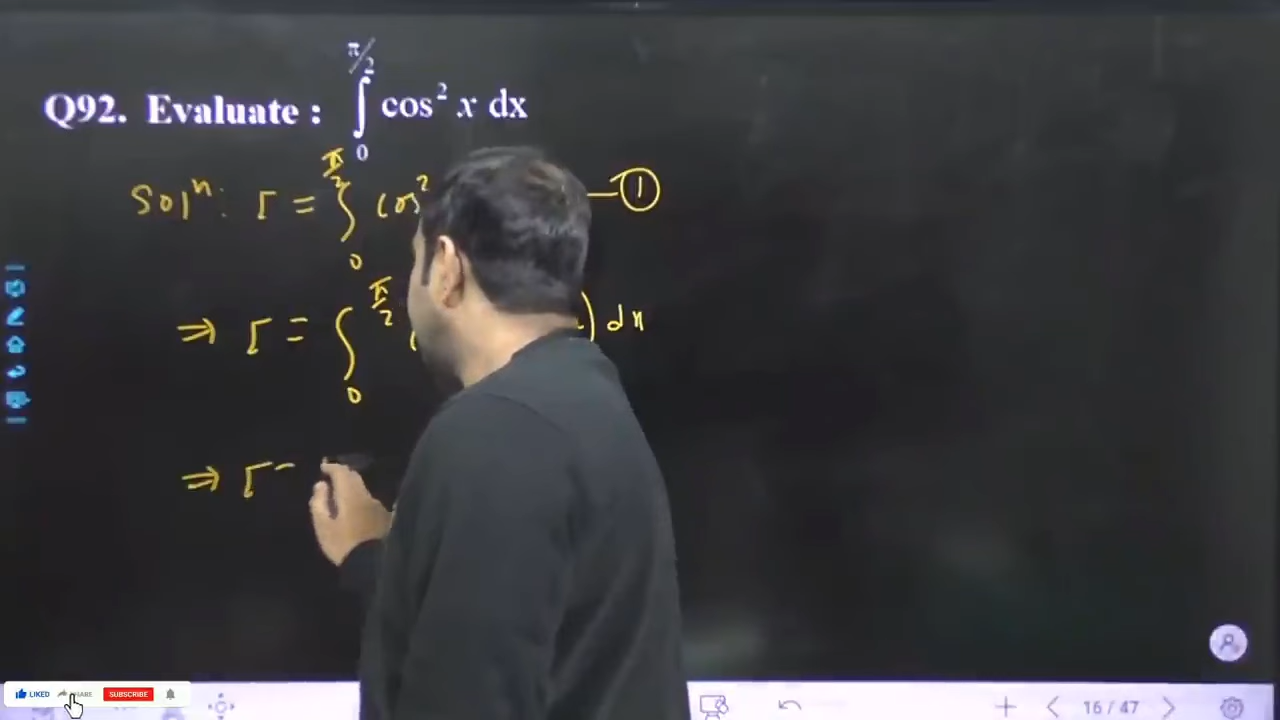 Q92. Evaluate : ∫₀^{π/2} cos² x dx
Solⁿ: I = ∫₀^{π/2} cos² — ①
⇒ I = ∫₀^{π/2} ( ) dx
⇒ I =
LIKED SHARE SUBSCRIBE
16 / 47